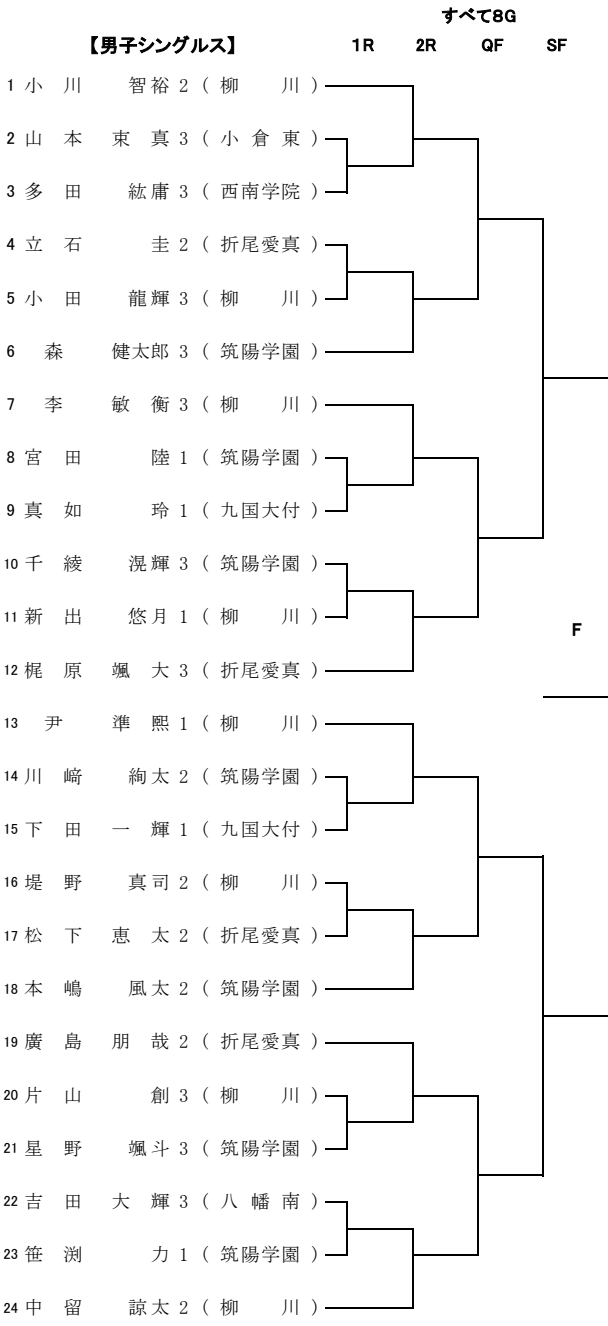 すべて8G
【男子シングルス】 1R 2R QF SF
1 小 川 智裕 2 ( 柳 川 )
2 山 本 東 真 3 ( 小 倉 東 )
3 多 田 紘庸 3 ( 西南学院 )
4 立 石 圭 2 ( 折尾愛真 )
5 小 田 龍輝 3 ( 柳 川 )
6 森 健太郎 3 ( 筑陽学園 )
7 李 敏 衡 3 ( 柳 川 )
8 宮 田 陸 1 ( 筑陽学園 )
9 真 如 玲 1 ( 九国大付 )
10 千 綾 滉輝 3 ( 筑陽学園 )
11 新 出 悠月 1 ( 柳 川 )
F
12 梶 原 颯 大 3 ( 折尾愛真 )
13 尹 準 熙 1 ( 柳 川 )
14 川 﨑 絢太 2 ( 筑陽学園 )
15 下 田 一 輝 1 ( 九国大付 )
16 堤 野 真司 2 ( 柳 川 )
17 松 下 恵 太 2 ( 折尾愛真 )
18 本 嶋 風太 2 ( 筑陽学園 )
19 廣 島 朋 哉 2 ( 折尾愛真 )
20 片 山 創 3 ( 柳 川 )
21 星 野 颯斗 3 ( 筑陽学園 )
22 吉 田 大 輝 3 ( 八 幡 南 )
23 笹 渕 力 1 ( 筑陽学園 )
24 中 留 諒太 2 ( 柳 川 )